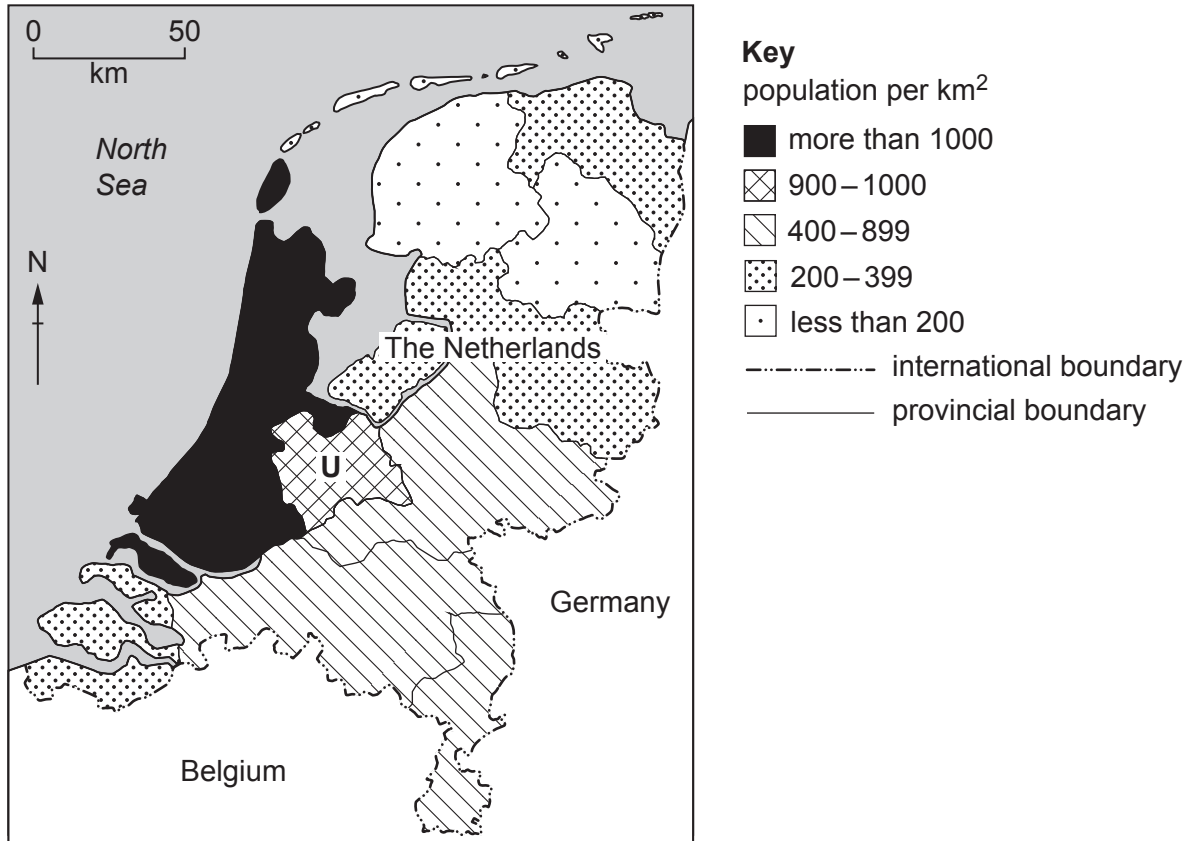 0 50
km
North
Sea
N
The Netherlands
U
Germany
Belgium
Key
population per km2
more than 1000
900–1000
400–899
200–399
less than 200
international boundary
provincial boundary